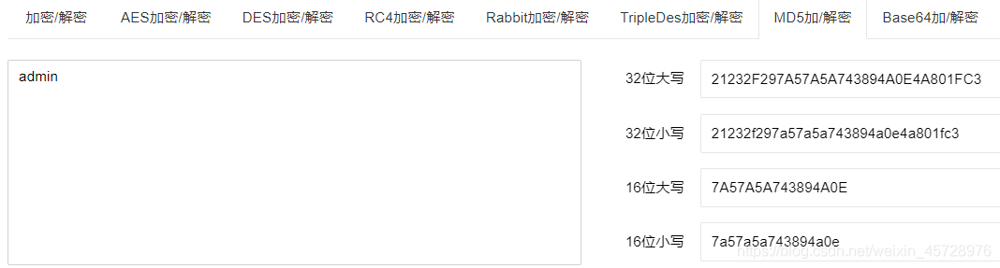 加密/解密 AES加密/解密 DES加密/解密 RC4加密/解密 Rabbit加密/解密 TripleDes加密/解密 MD5加/解密 Base64加/解密
admin
32位大写 21232F297A57A5A743894A0E4A801FC3
32位小写 21232f297a57a5a743894a0e4a801fc3
16位大写 7A57A5A743894A0E
16位小写 7a57a5a743894a0e
https://blog.csdn.net/weixin_45728976